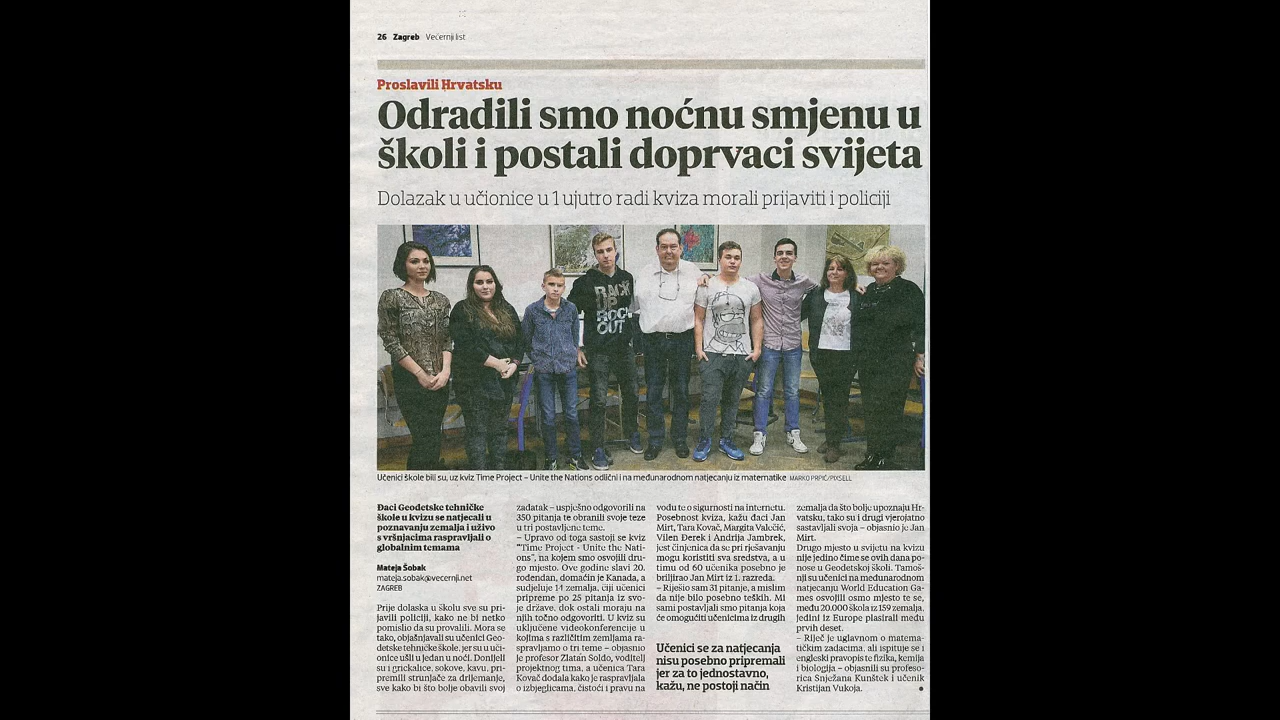 26 Zagreb Večernji list
Proslavili Hrvatsku
Odradili smo noćnu smjenu u
školi i postali doprvaci svijeta
Dolazak u učionice u 1 ujutro radi kviza morali prijaviti i policiji
BACK
UP
ROCK
OUT
Učenici škole bili su, uz kviz Time Project – Unite the Nations odlični i na međunarodnom natjecanju iz matematike MARKO PRPIĆ/PIXSELL
Đaci Geodetske tehničke
škole u kvizu se natjecali u
poznavanju zemalja i uživo
s vršnjacima raspravljali o
globalnim temama
Mateja Šobak
mateja.sobak@vecernji.net
ZAGREB
Prije dolaska u školu sve su pri-
javili policiji, kako ne bi netko
pomislio da su provalili. Mora se
tako, objašnjavali su učenici Geo-
detske tehničke škole, jer su u uči-
onice ušli u jedan u noći. Donijeli
su i grickalice, sokove, kavu, pri-
premili strunjače za drijemanje,
sve kako bi što bolje obavili svoj
zadatak – uspješno odgovorili na
350 pitanja te obranili svoje teze
u tri postavljene teme.
– Upravo od toga sastoji se kviz
"Time Project - Unite the Nati-
ons", na kojem smo osvojili dru-
go mjesto. Ove godine slavi 20.
rođendan, domaćin je Kanada, a
sudjeluje 14 zemalja, čiji učenici
pripreme po 25 pitanja iz svo-
je države, dok ostali moraju na
njih točno odgovoriti. U kviz su
uključene videokonferencije u
kojima s različitim zemljama ra-
spravljamo o tri teme – objasnio
je profesor Zlatan Soldo, voditelj
projektnog tima, a učenica Tara
Kovač dodala kako je raspravljala
o izbjeglicama, čistoći i pravu na
vodu te o sigurnosti na internetu.
Posebnost kviza, kažu đaci Jan
Mirt, Tara Kovač, Margita Valečić,
Vilen Đerek i Andrija Jambrek,
jest činjenica da se pri rješavanju
mogu koristiti sva sredstva, a u
timu od 60 učenika posebno je
briljirao Jan Mirt iz 1. razreda.
– Riješio sam 31 pitanje, a mislim
da nije bilo posebno teških. Mi
sami postavljali smo pitanja koja
će omogućiti učenicima iz drugih
Učenici se za natjecanja
nisu posebno pripremali
jer za to jednostavno,
kažu, ne postoji način
zemalja da što bolje upoznaju Hr-
vatsku, tako su i drugi vjerojatno
sastavljali svoja – objasnio je Jan
Mirt.
Drugo mjesto u svijetu na kvizu
nije jedino čime se ovih dana po-
nose u Geodetskoj školi. Tamoš-
nji su učenici na međunarodnom
natjecanju World Education Ga-
mes osvojili osmo mjesto te se,
među 20.000 škola iz 159 zemalja,
jedini iz Europe plasirali među
prvih deset.
– Riječ je uglavnom o matema-
tičkim zadacima, ali ispituje se i
engleski pravopis te fizika, kemija
i biologija – objasnili su profeso-
rica Snježana Kunštek i učenik
Kristijan Vukoja.